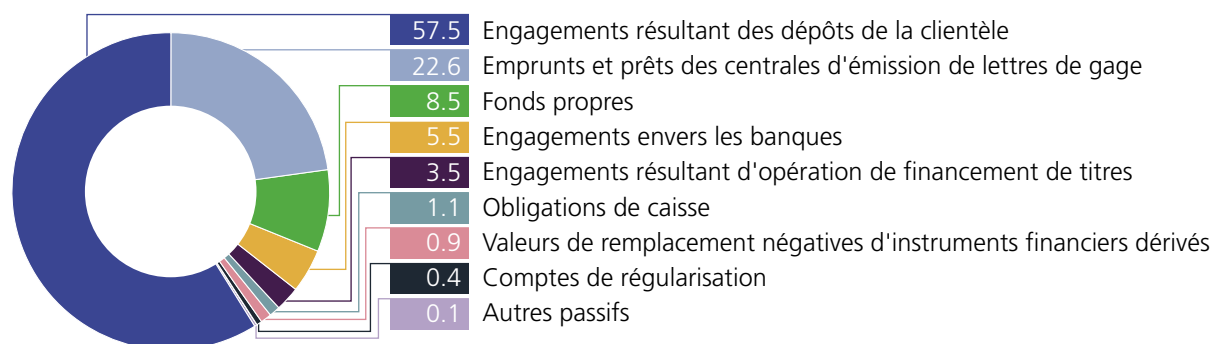 57.5 Engagements résultant des dépôts de la clientèle
22.6 Emprunts et prêts des centrales d'émission de lettres de gage
8.5 Fonds propres
5.5 Engagements envers les banques
3.5 Engagements résultant d'opération de financement de titres
1.1 Obligations de caisse
0.9 Valeurs de remplacement négatives d'instruments financiers dérivés
0.4 Comptes de régularisation
0.1 Autres passifs